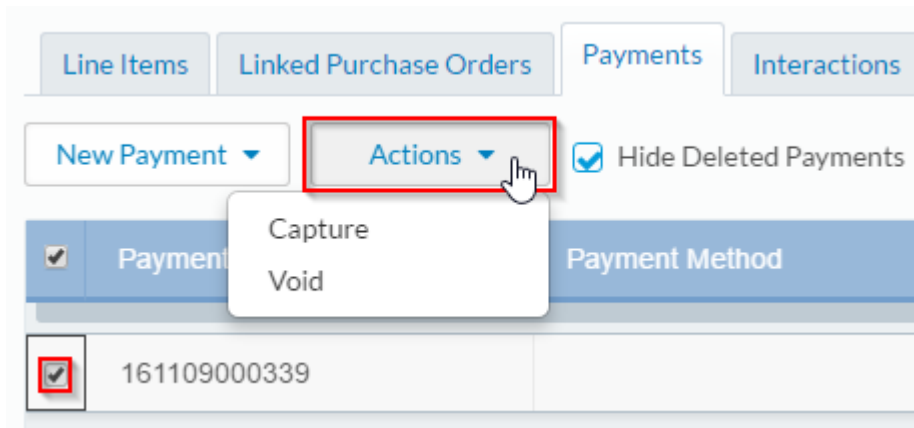 Line Items Linked Purchase Orders Payments Interactions
New Payment Actions Hide Deleted Payments
Capture
Void
Payment Method
161109000339